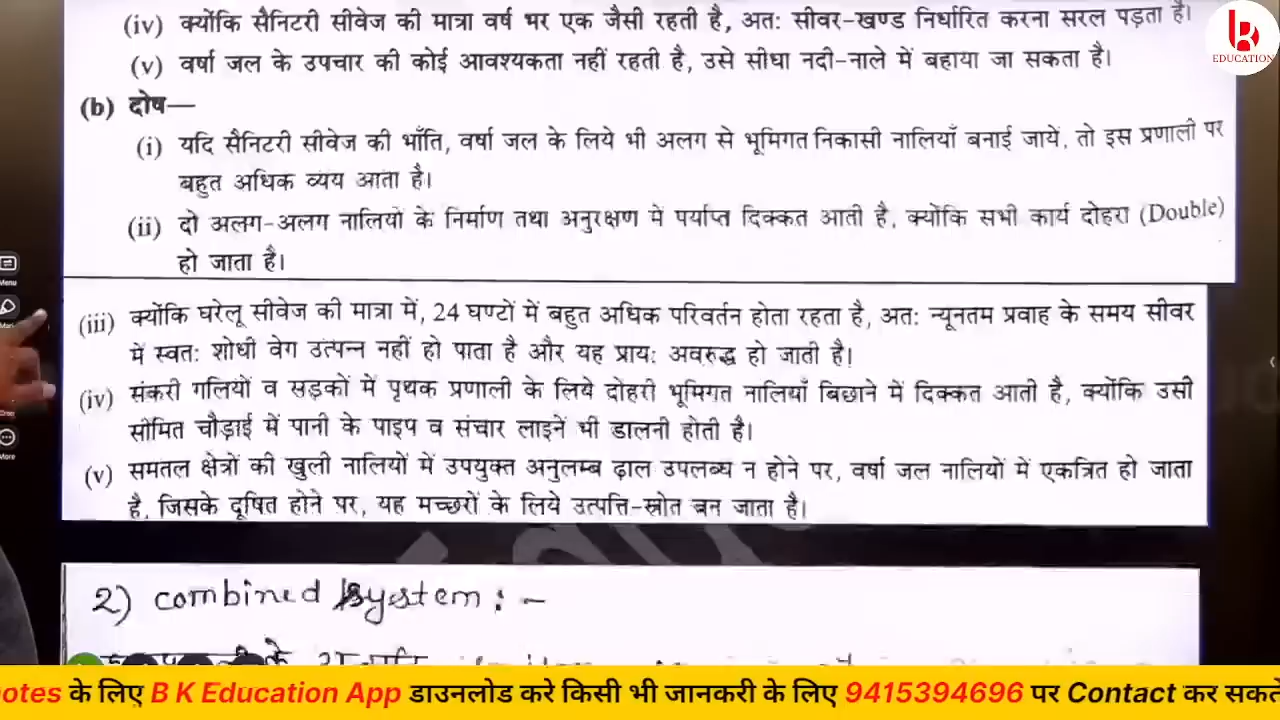 (iv) क्योंकि सैनिटरी सीवेज की मात्रा वर्ष भर एक जैसी रहती है, अतः सीवर-खण्ड निर्धारित करना सरल पड़ता है।
(v) वर्षा जल के उपचार की कोई आवश्यकता नहीं रहती है, उसे सीधा नदी-नाले में बहाया जा सकता है।
EDUCATION
(b) दोष—
(i) यदि सैनिटरी सीवेज की भाँति, वर्षा जल के लिये भी अलग से भूमिगत निकासी नालियाँ बनाई जायें, तो इस प्रणाली पर
बहुत अधिक व्यय आता है।
(ii) दो अलग-अलग नालियों के निर्माण तथा अनुरक्षण में पर्याप्त दिक्कत आती है, क्योंकि सभी कार्य दोहरा (Double)
हो जाता है।
Menu
(iii) क्योंकि घरेलू सीवेज की मात्रा में, 24 घण्टों में बहुत अधिक परिवर्तन होता रहता है, अतः न्यूनतम प्रवाह के समय सीवर
में स्वतः शोधी वेग उत्पन्न नहीं हो पाता है और यह प्रायः अवरुद्ध हो जाती है।
(iv) संकरी गलियों व सड़कों में पृथक प्रणाली के लिये दोहरी भूमिगत नालियाँ बिछाने में दिक्कत आती है, क्योंकि उसी
सीमित चौड़ाई में पानी के पाइप व संचार लाइनें भी डालनी होती है।
More
(v) समतल क्षेत्रों की खुली नालियों में उपयुक्त अनुलम्ब ढ़ाल उपलब्ध न होने पर, वर्षा जल नालियों में एकत्रित हो जाता
है, जिसके दूषित होने पर, यह मच्छरों के लिये उत्पत्ति-स्रोत बन जाता है।
2) combined system : -
otes के लिए B K Education App डाउनलोड करे किसी भी जानकरी के लिए 9415394696 पर Contact कर सकते